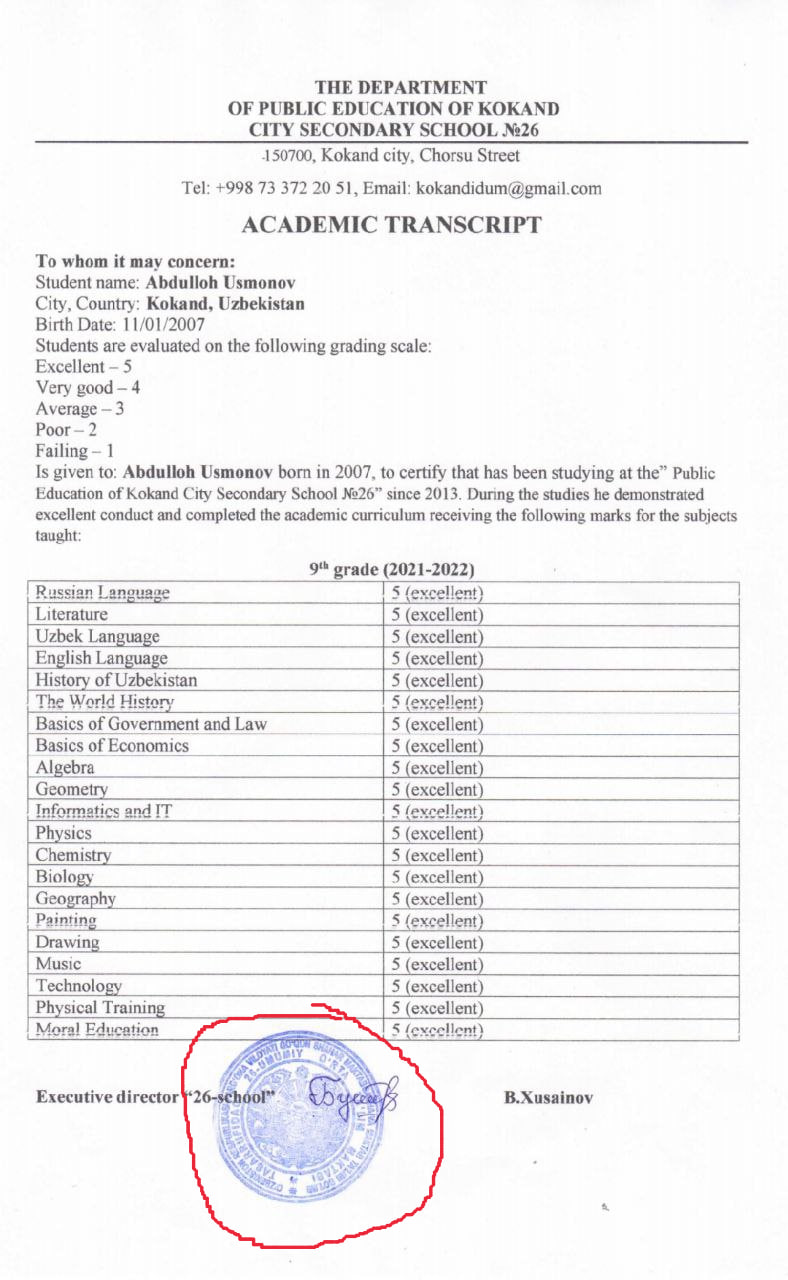 THE DEPARTMENT
OF PUBLIC EDUCATION OF KOKAND
CITY SECONDARY SCHOOL №26
150700, Kokand city, Chorsu Street
Tel: +998 73 372 20 51, Email: kokandidum@gmail.com
ACADEMIC TRANSCRIPT
To whom it may concern:
Student name: Abdulloh Usmonov
City, Country: Kokand, Uzbekistan
Birth Date: 11/01/2007
Students are evaluated on the following grading scale:
Excellent – 5
Very good – 4
Average – 3
Poor – 2
Failing – 1
Is given to: Abdulloh Usmonov born in 2007, to certify that has been studying at the” Public
Education of Kokand City Secondary School №26” since 2013. During the studies he demonstrated
excellent conduct and completed the academic curriculum receiving the following marks for the subjects
taught:
9th grade (2021-2022)
Russian Language 5 (excellent)
Literature 5 (excellent)
Uzbek Language 5 (excellent)
English Language 5 (excellent)
History of Uzbekistan 5 (excellent)
The World History 5 (excellent)
Basics of Government and Law 5 (excellent)
Basics of Economics 5 (excellent)
Algebra 5 (excellent)
Geometry 5 (excellent)
Informatics and IT 5 (excellent)
Physics 5 (excellent)
Chemistry 5 (excellent)
Biology 5 (excellent)
Geography 5 (excellent)
Painting 5 (excellent)
Drawing 5 (excellent)
Music 5 (excellent)
Technology 5 (excellent)
Physical Training 5 (excellent)
Moral Education 5 (excellent)
Executive director “26-school” B.Xusainov
26-UMUMIY O‘RTA
MAKTABI